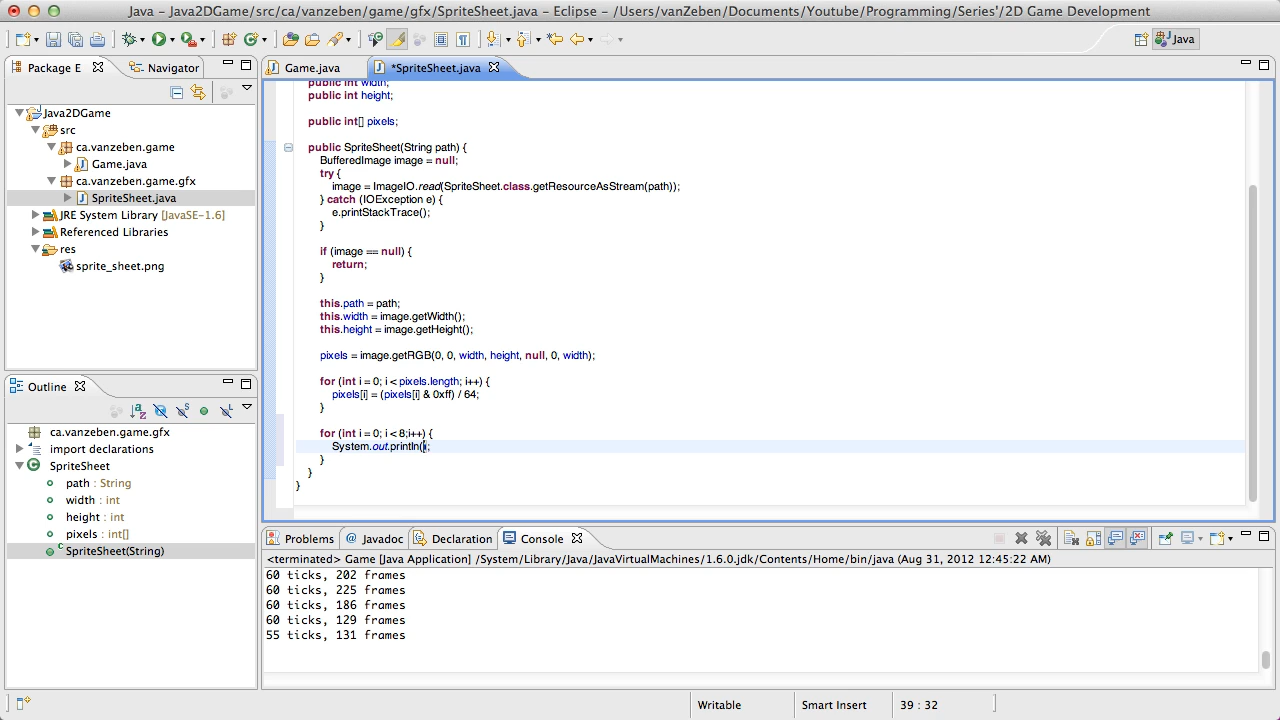 Java - Java2DGame/src/ca/vanzeben/game/gfx/SpriteSheet.java - Eclipse - /Users/vanZeben/Documents/Youtube/Programming/Series'/2D Game Development
Java
Package E
Navigator
Game.java
*SpriteSheet.java
Java2DGame
src
ca.vanzeben.game
Game.java
ca.vanzeben.game.gfx
SpriteSheet.java
JRE System Library [JavaSE-1.6]
Referenced Libraries
res
sprite_sheet.png
public int width;
public int height;
public int[] pixels;
public SpriteSheet(String path) {
BufferedImage image = null;
try {
image = ImageIO.read(SpriteSheet.class.getResourceAsStream(path));
} catch (IOException e) {
e.printStackTrace();
}
if (image == null) {
return;
}
this.path = path;
this.width = image.getWidth();
this.height = image.getHeight();
pixels = image.getRGB(0, 0, width, height, null, 0, width);
for (int i = 0; i < pixels.length; i++) {
pixels[i] = (pixels[i] & 0xff) / 64;
}
for (int i = 0; i < 8;i++) {
System.out.println(
}
}
}
Outline
ca.vanzeben.game.gfx
import declarations
SpriteSheet
path : String
width : int
height : int
pixels : int[]
SpriteSheet(String)
Problems
Javadoc
Declaration
Console
<terminated> Game [Java Application] /System/Library/Java/JavaVirtualMachines/1.6.0.jdk/Contents/Home/bin/java (Aug 31, 2012 12:45:22 AM)
60 ticks, 202 frames
60 ticks, 225 frames
60 ticks, 186 frames
60 ticks, 129 frames
55 ticks, 131 frames
Writable
Smart Insert
39 : 32